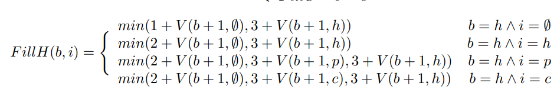 min(1 + V(b + 1, ∅), 3 + V(b + 1, h)) b = h ∧ i = ∅
min(2 + V(b + 1, ∅), 3 + V(b + 1, h)) b = h ∧ i = h
FillH(b, i) = { min(2 + V(b + 1, ∅), 3 + V(b + 1, p), 3 + V(b + 1, h)) b = h ∧ i = p
min(2 + V(b + 1, ∅), 3 + V(b + 1, c), 3 + V(b + 1, h)) b = h ∧ i = c